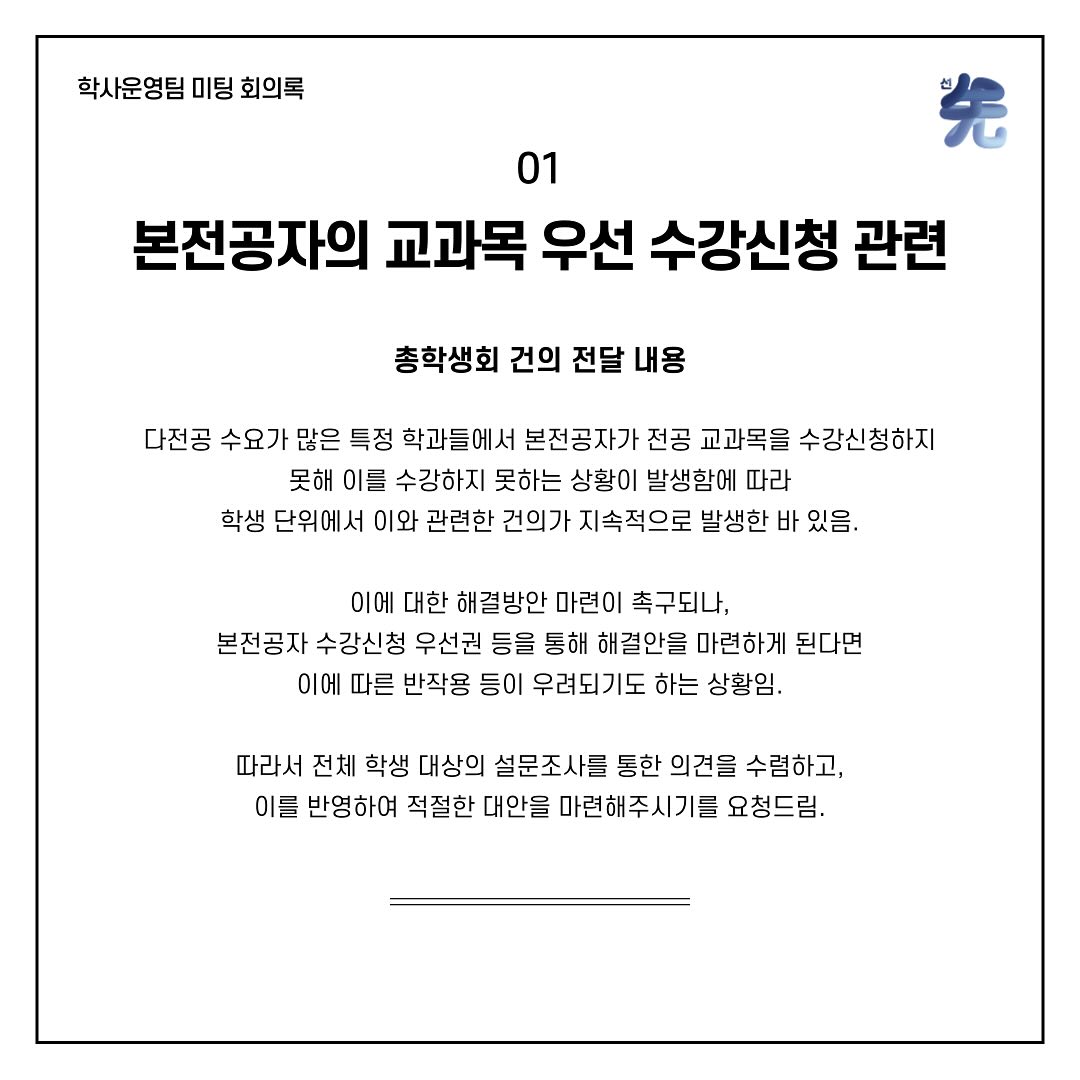 학사운영팀 미팅 회의록
선
先
01
본전공자의 교과목 우선 수강신청 관련
총학생회 건의 전달 내용
다전공 수요가 많은 특정 학과들에서 본전공자가 전공 교과목을 수강신청하지
못해 이를 수강하지 못하는 상황이 발생함에 따라
학생 단위에서 이와 관련한 건의가 지속적으로 발생한 바 있음.
이에 대한 해결방안 마련이 촉구되나,
본전공자 수강신청 우선권 등을 통해 해결안을 마련하게 된다면
이에 따른 반작용 등이 우려되기도 하는 상황임.
따라서 전체 학생 대상의 설문조사를 통한 의견을 수렴하고,
이를 반영하여 적절한 대안을 마련해주시기를 요청드림.